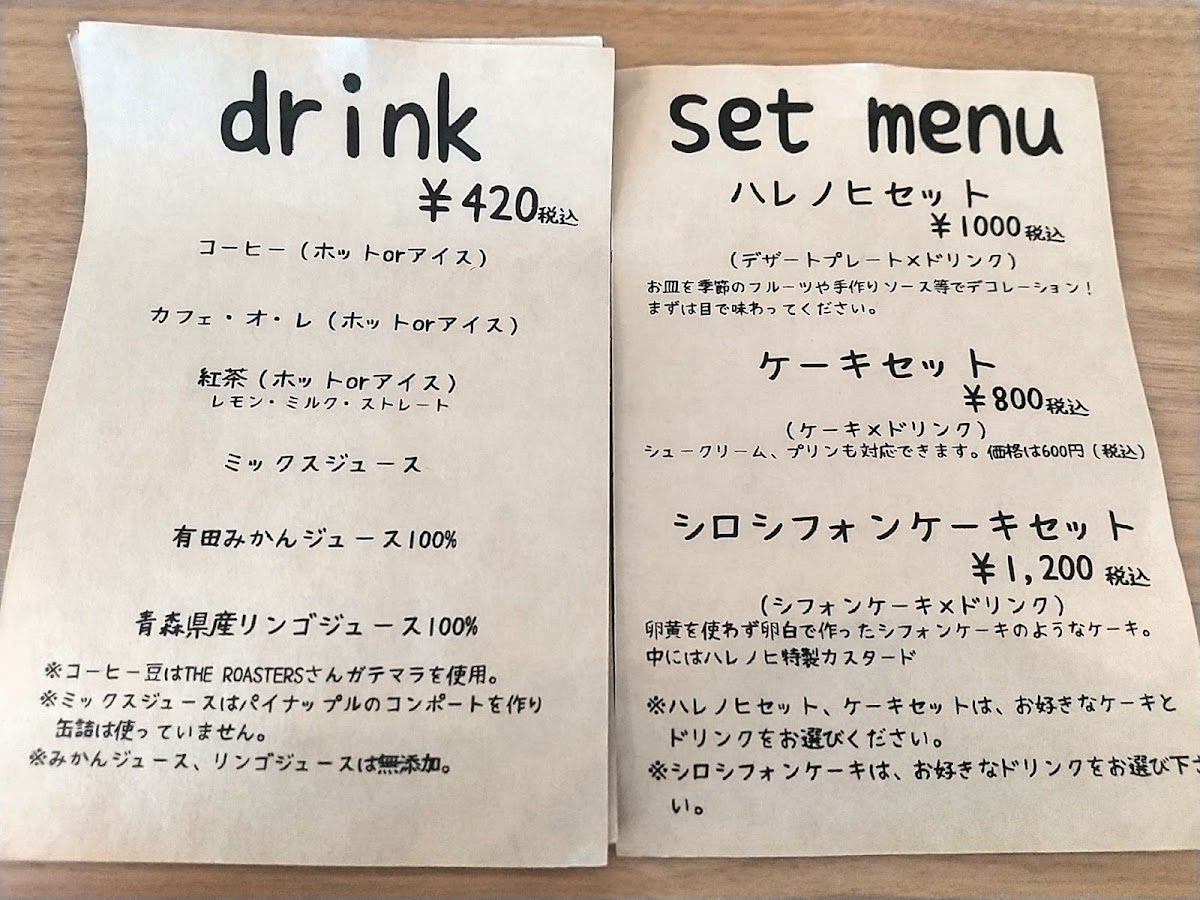 drink
¥420税込
コーヒー(ホットorアイス)
カフェ・オ・レ(ホットorアイス)
紅茶(ホットorアイス)
レモン・ミルク・ストレート
ミックスジュース
有田みかんジュース100%
青森県産リンゴジュース100%
※コーヒー豆はTHE ROASTERSさんガテマラを使用。
※ミックスジュースはパイナップルのコンポートを作り
缶詰は使っていません。
※みかんジュース、リンゴジュースは無添加。
set menu
ハレノヒセット
¥1000税込
(デザートプレート×ドリンク)
お皿を季節のフルーツや手作りソース等でデコレーション!
まずは目で味わってください。
ケーキセット
¥800税込
(ケーキ×ドリンク)
シュークリーム、プリンも対応できます。価格は600円(税込)
シロシフォンケーキセット
¥1,200 税込
(シフォンケーキ×ドリンク)
卵黄を使わず卵白で作ったシフォンケーキのようなケーキ。
中にはハレノヒ特製カスタード
※ハレノヒセット、ケーキセットは、お好きなケーキと
ドリンクをお選びください。
※シロシフォンケーキは、お好きなドリンクをお選び下さ
い。